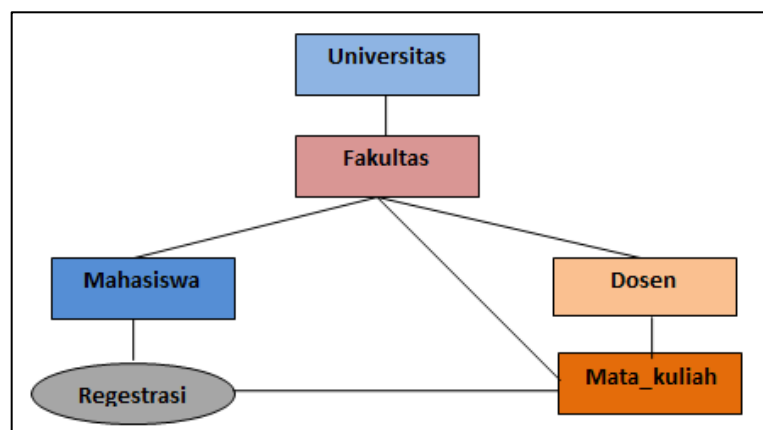 Universitas
Fakultas
Mahasiswa
Dosen
Regestrasi
Mata_kuliah